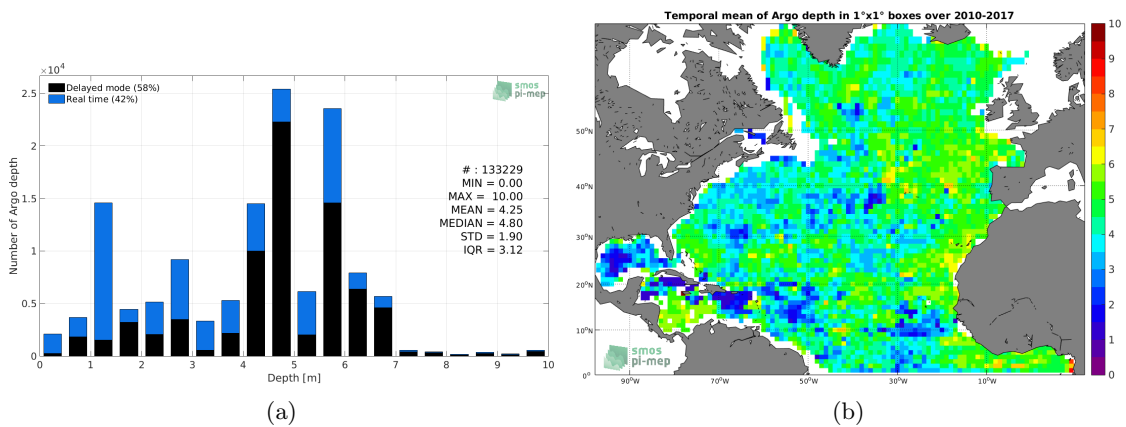 ×10⁴
2.5
2
1.5
1
0.5
0
Number of Argo depth
Delayed mode (58%)
Real time (42%)
smos
pi-mep
# : 133229
MIN = 0.00
MAX = 10.00
MEAN = 4.25
MEDIAN = 4.80
STD = 1.90
IQR = 3.12
0 1 2 3 4 5 6 7 8 9 10
Depth [m]
(a)
Temporal mean of Argo depth in 1°x1° boxes over 2010-2017
50°N
40°N
30°N
20°N
10°N
0°
90°W 70°W 50°W 30°W 10°W
smos
pi-mep
10
9
8
7
6
5
4
3
2
1
0
(b)